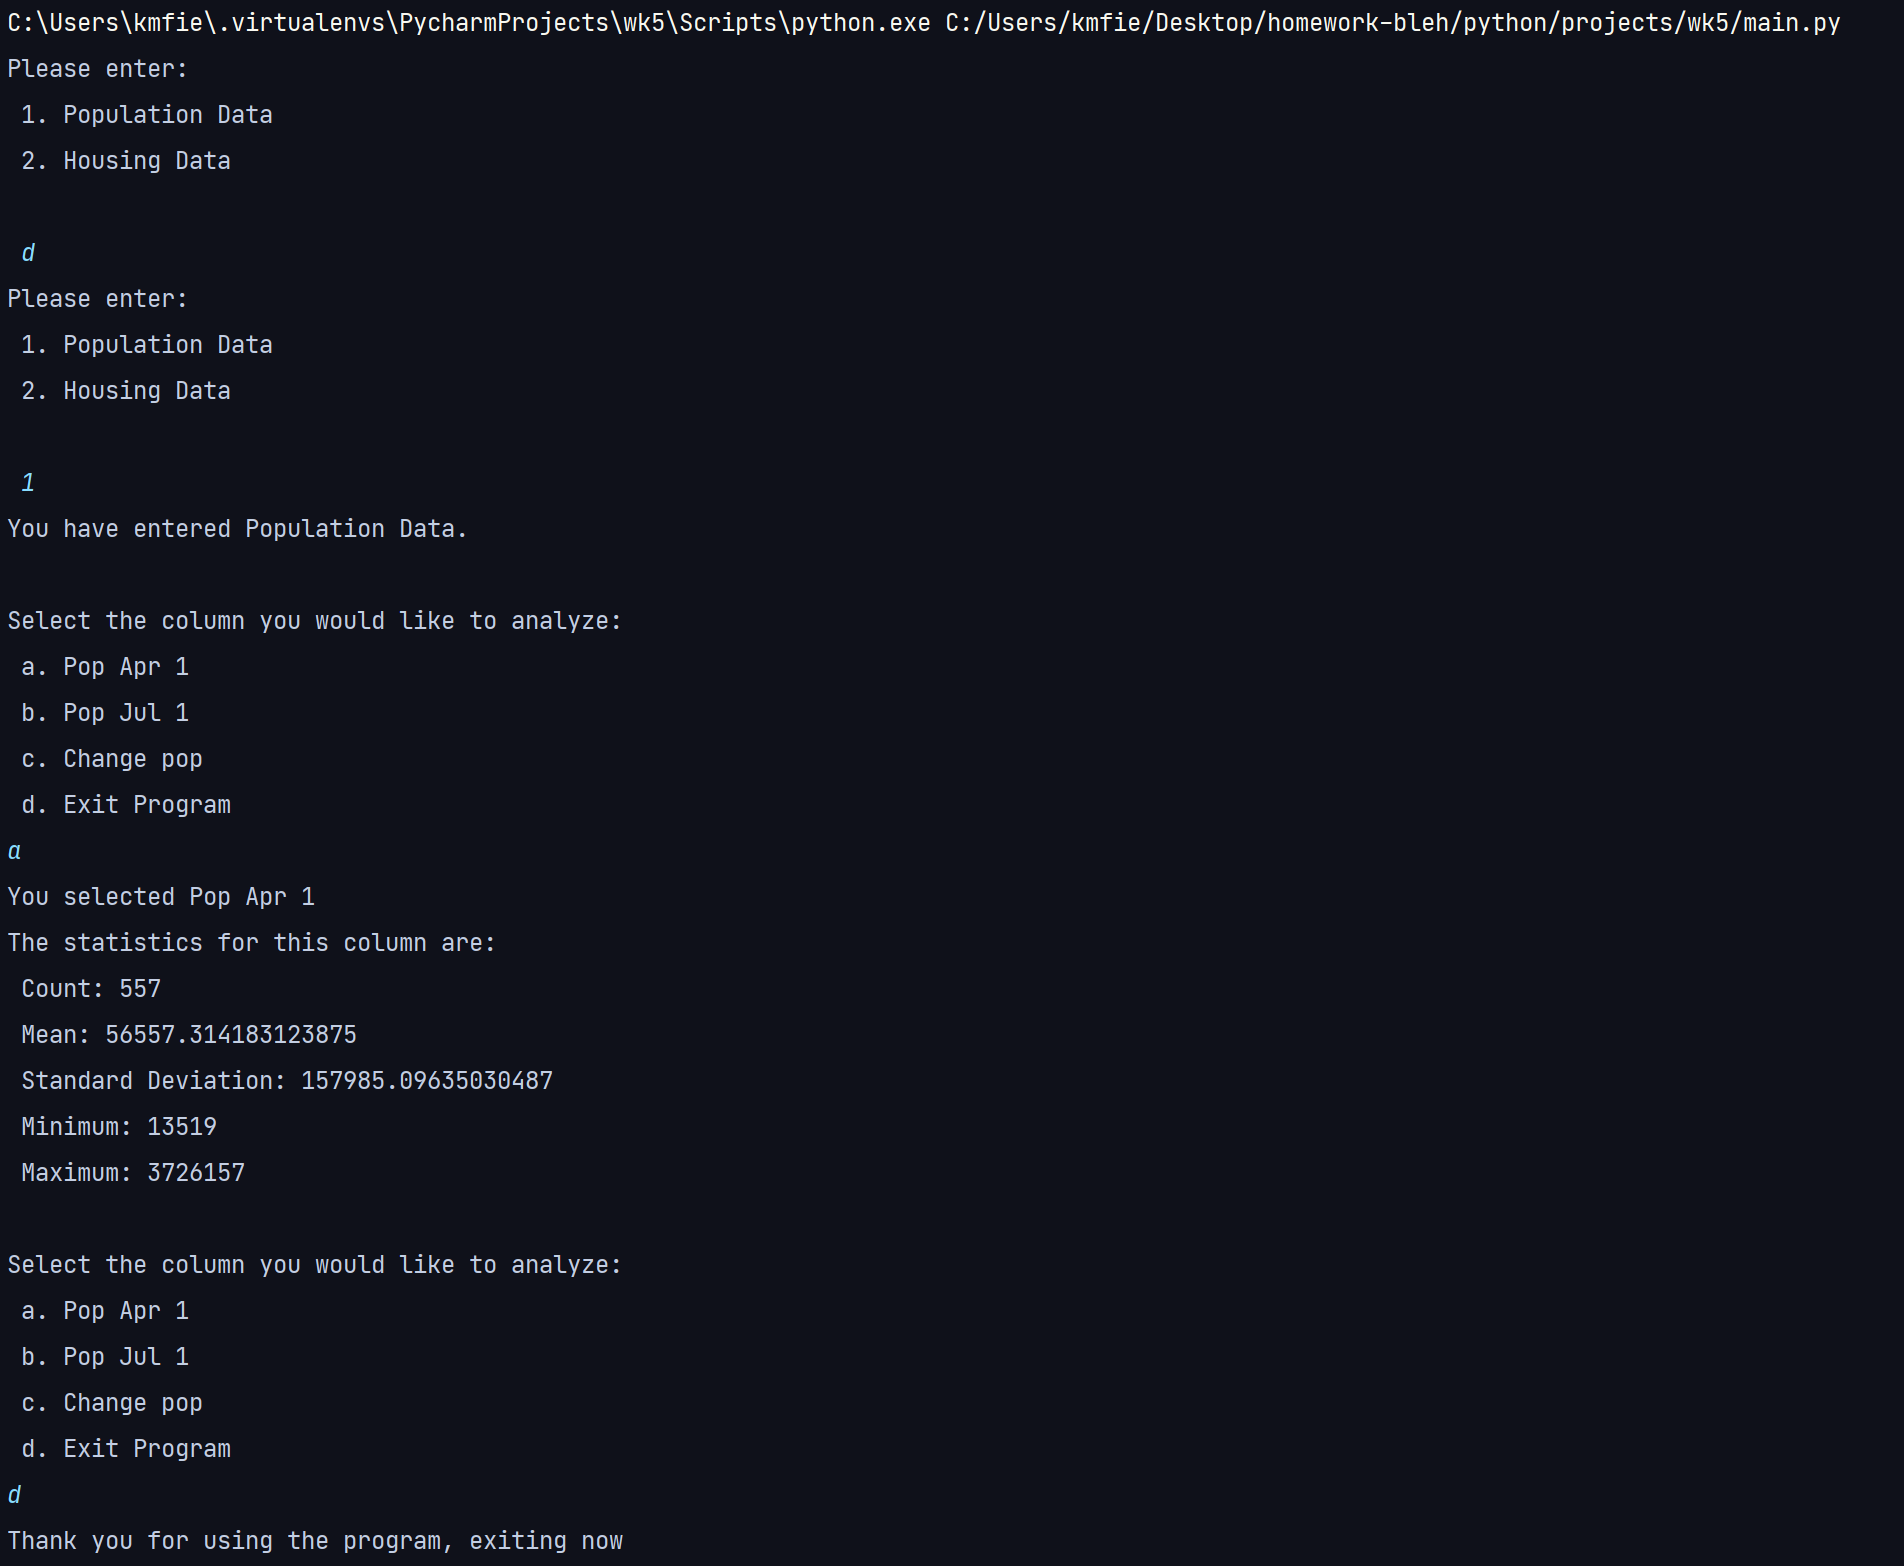 C:\Users\kmfie\.virtualenvs\PycharmProjects\wk5\Scripts\python.exe C:/Users/kmfie/Desktop/homework-bleh/python/projects/wk5/main.py
Please enter:
1. Population Data
2. Housing Data
d
Please enter:
1. Population Data
2. Housing Data
1
You have entered Population Data.
Select the column you would like to analyze:
a. Pop Apr 1
b. Pop Jul 1
c. Change pop
d. Exit Program
a
You selected Pop Apr 1
The statistics for this column are:
Count: 557
Mean: 56557.314183123875
Standard Deviation: 157985.09635030487
Minimum: 13519
Maximum: 3726157
Select the column you would like to analyze:
a. Pop Apr 1
b. Pop Jul 1
c. Change pop
d. Exit Program
d
Thank you for using the program, exiting now